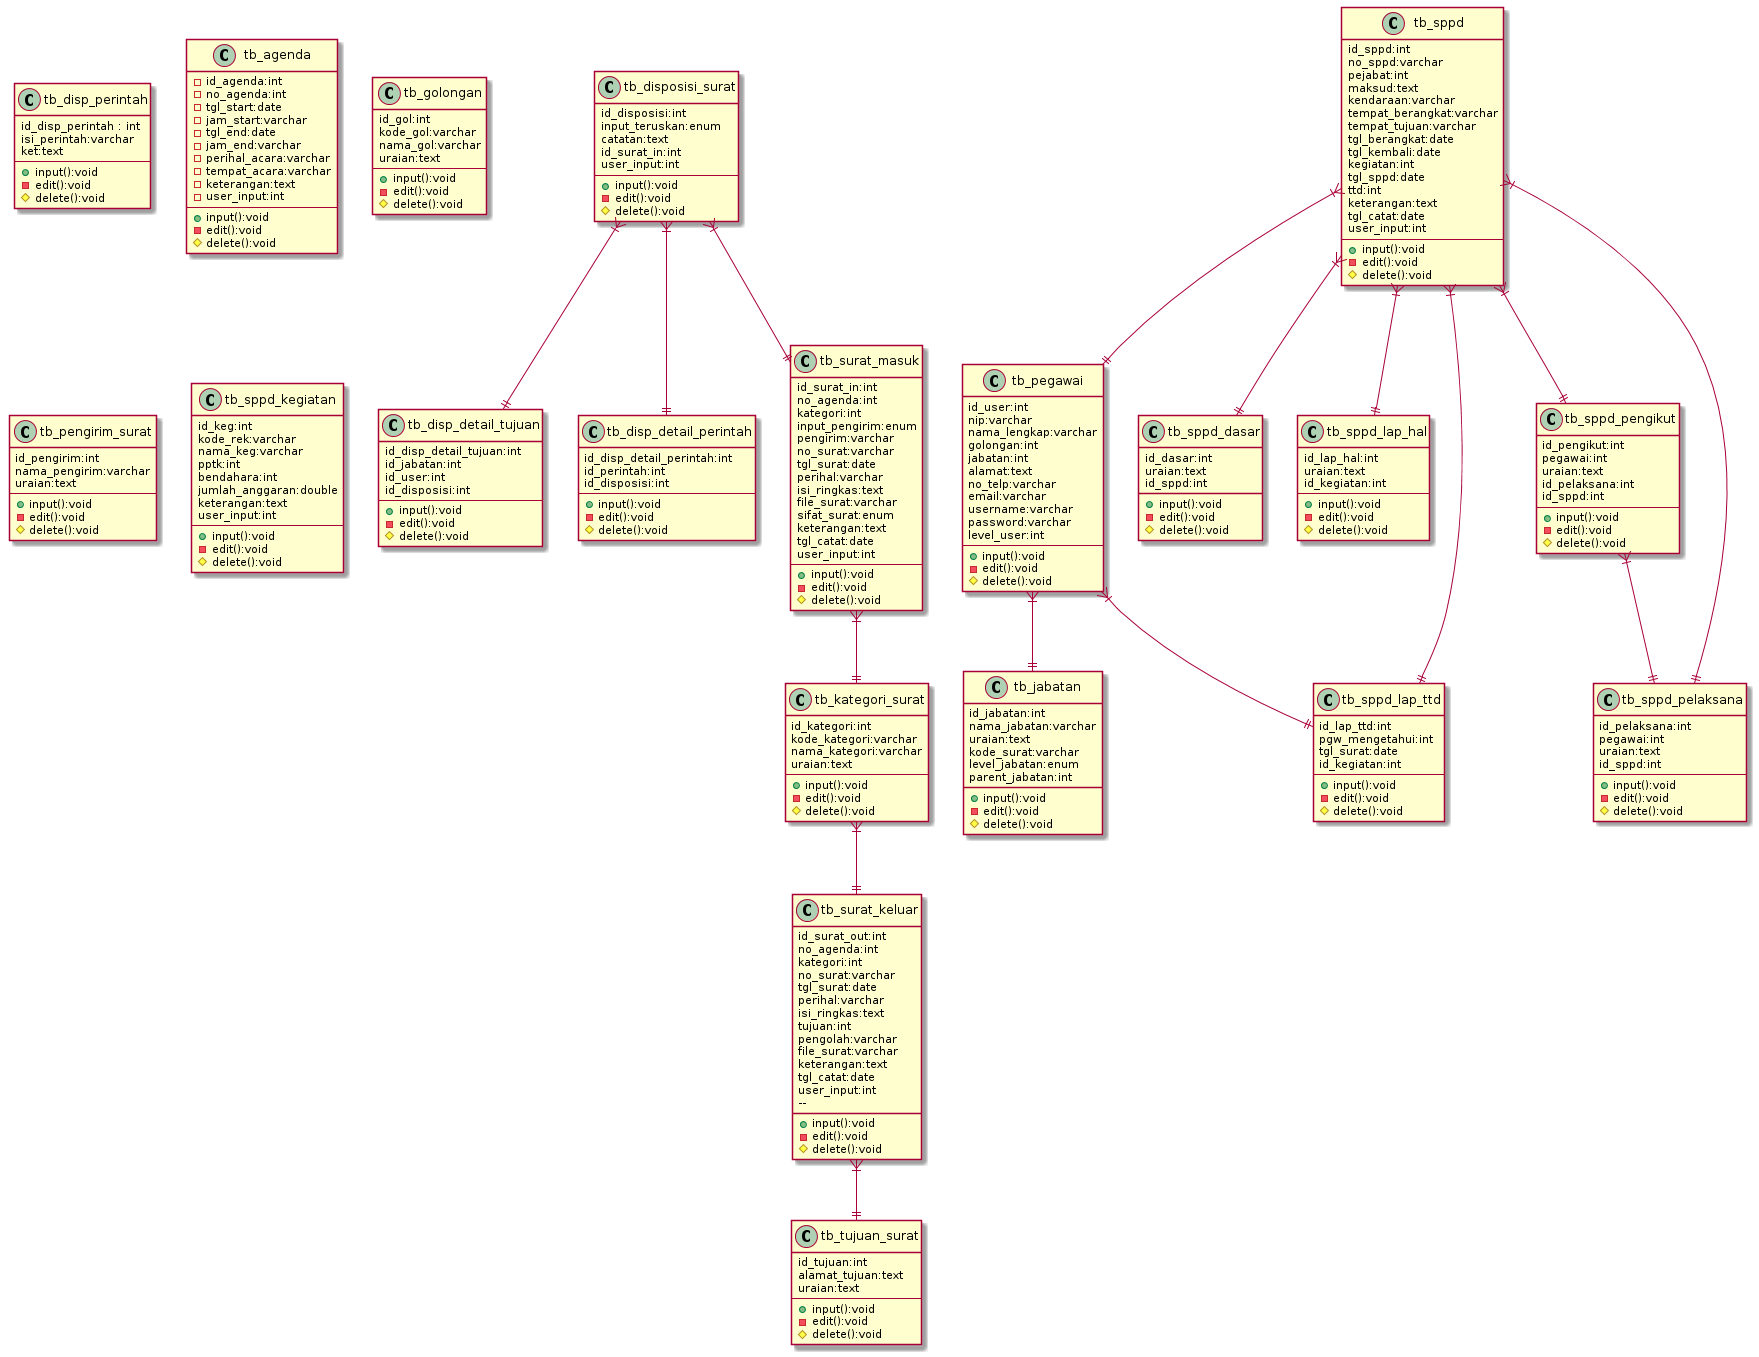 C tb_disp_perintah
id_disp_perintah : int
isi_perintah:varchar
ket:text
input():void
edit():void
delete():void
C tb_agenda
id_agenda:int
no_agenda:int
tgl_start:date
jam_start:varchar
tgl_end:date
jam_end:varchar
perihal_acara:varchar
tempat_acara:varchar
keterangan:text
user_input:int
input():void
edit():void
delete():void
C tb_golongan
id_gol:int
kode_gol:varchar
nama_gol:varchar
uraian:text
input():void
edit():void
delete():void
C tb_disposisi_surat
id_disposisi:int
input_teruskan:enum
catatan:text
id_surat_in:int
user_input:int
input():void
edit():void
delete():void
C tb_sppd
id_sppd:int
no_sppd:varchar
pejabat:int
maksud:text
kendaraan:varchar
tempat_berangkat:varchar
tempat_tujuan:varchar
tgl_berangkat:date
tgl_kembali:date
kegiatan:int
tgl_sppd:date
ttd:int
keterangan:text
tgl_catat:date
user_input:int
input():void
edit():void
delete():void
C tb_pengirim_surat
id_pengirim:int
nama_pengirim:varchar
uraian:text
input():void
edit():void
delete():void
C tb_sppd_kegiatan
id_keg:int
kode_rek:varchar
nama_keg:varchar
pptk:int
bendahara:int
jumlah_anggaran:double
keterangan:text
user_input:int
input():void
edit():void
delete():void
C tb_disp_detail_tujuan
id_disp_detail_tujuan:int
id_jabatan:int
id_user:int
id_disposisi:int
input():void
edit():void
delete():void
C tb_disp_detail_perintah
id_disp_detail_perintah:int
id_perintah:int
id_disposisi:int
input():void
edit():void
delete():void
C tb_surat_masuk
id_surat_in:int
no_agenda:int
kategori:int
input_pengirim:enum
pengirim:varchar
no_surat:varchar
tgl_surat:date
perihal:varchar
isi_ringkas:text
file_surat:varchar
sifat_surat:enum
keterangan:text
tgl_catat:date
user_input:int
input():void
edit():void
delete():void
C tb_pegawai
id_user:int
nip:varchar
nama_lengkap:varchar
golongan:int
jabatan:int
alamat:text
no_telp:varchar
email:varchar
username:varchar
password:varchar
level_user:int
input():void
edit():void
delete():void
C tb_sppd_dasar
id_dasar:int
uraian:text
id_sppd:int
input():void
edit():void
delete():void
C tb_sppd_lap_hal
id_lap_hal:int
uraian:text
id_kegiatan:int
input():void
edit():void
delete():void
C tb_sppd_pengikut
id_pengikut:int
pegawai:int
uraian:text
id_pelaksana:int
id_sppd:int
input():void
edit():void
delete():void
C tb_kategori_surat
id_kategori:int
kode_kategori:varchar
nama_kategori:varchar
uraian:text
input():void
edit():void
delete():void
C tb_jabatan
id_jabatan:int
nama_jabatan:varchar
uraian:text
kode_surat:varchar
level_jabatan:enum
parent_jabatan:int
input():void
edit():void
delete():void
C tb_sppd_lap_ttd
id_lap_ttd:int
pgw_mengetahui:int
tgl_surat:date
id_kegiatan:int
input():void
edit():void
delete():void
C tb_sppd_pelaksana
id_pelaksana:int
pegawai:int
uraian:text
id_sppd:int
input():void
edit():void
delete():void
C tb_surat_keluar
id_surat_out:int
no_agenda:int
kategori:int
no_surat:varchar
tgl_surat:date
perihal:varchar
isi_ringkas:text
tujuan:int
pengolah:varchar
file_surat:varchar
keterangan:text
tgl_catat:date
user_input:int
--
input():void
edit():void
delete():void
C tb_tujuan_surat
id_tujuan:int
alamat_tujuan:text
uraian:text
input():void
edit():void
delete():void